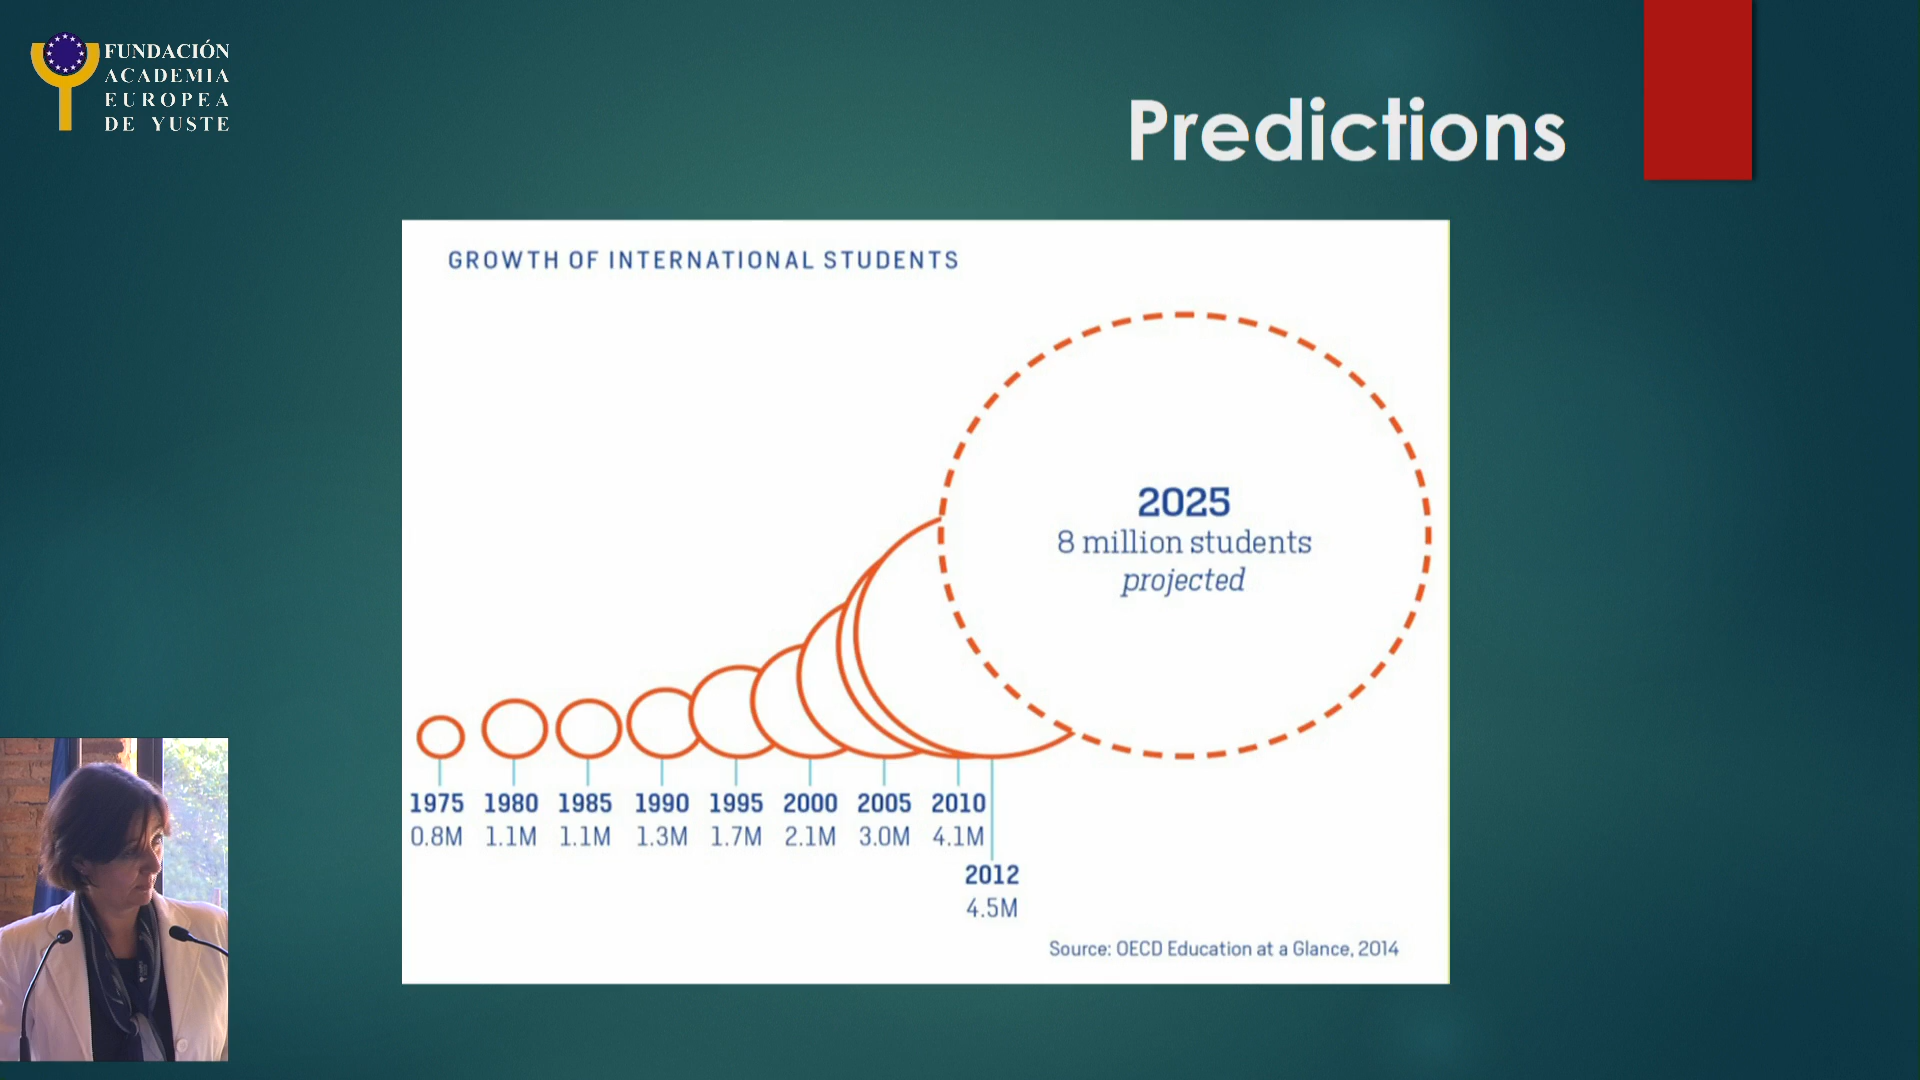 FUNDACIÓN
ACADEMIA
EUROPEA
DE YUSTE
Predictions
GROWTH OF INTERNATIONAL STUDENTS
2025
8 million students
projected
1975 1980 1985 1990 1995 2000 2005 2010
0.8M 1.1M 1.1M 1.3M 1.7M 2.1M 3.0M 4.1M
2012
4.5M
Source: OECD Education at a Glance, 2014